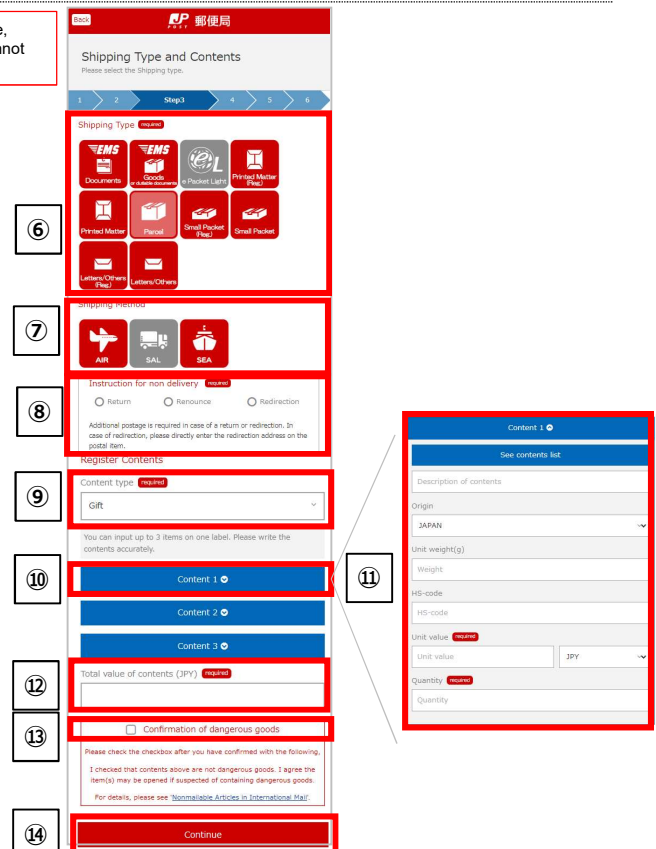 e,
nnot
Back
JP POST 郵便局
Shipping Type and Contents
Please select the Shipping type.
1 2 Step3 4 5 6
Shipping Type required
EMS EMS
Documents Goods or dutiable documents e Packet Light Printed Matter (Reg.)
⑥
Printed Matter Parcel Small Packet (Reg.) Small Packet
Letters/Others (Reg.) Letters/Others
Shipping Method
⑦
AIR SAL SEA
Instruction for non delivery required
⑧
Return Renounce Redirection
Additional postage is required in case of a return or redirection. In
case of redirection, please directly enter the redirection address on the
postal item.
Register Contents
Content type required
⑨
Gift
You can input up to 3 items on one label. Please write the
contents accurately.
⑩
Content 1
Content 2
Content 3
⑪
Content 1
See contents list
Description of contents
Origin
JAPAN
Unit weight(g)
Weight
HS-code
HS-code
Unit value required
Unit value JPY
Quantity required
Quantity
Total value of contents (JPY) required
⑫
⑬
Confirmation of dangerous goods
Please check the checkbox after you have confirmed with the following,
I checked that contents above are not dangerous goods. I agree the
item(s) may be opened if suspected of containing dangerous goods.
For details, please see 'Nonmailable Articles in International Mail'.
⑭
Continue